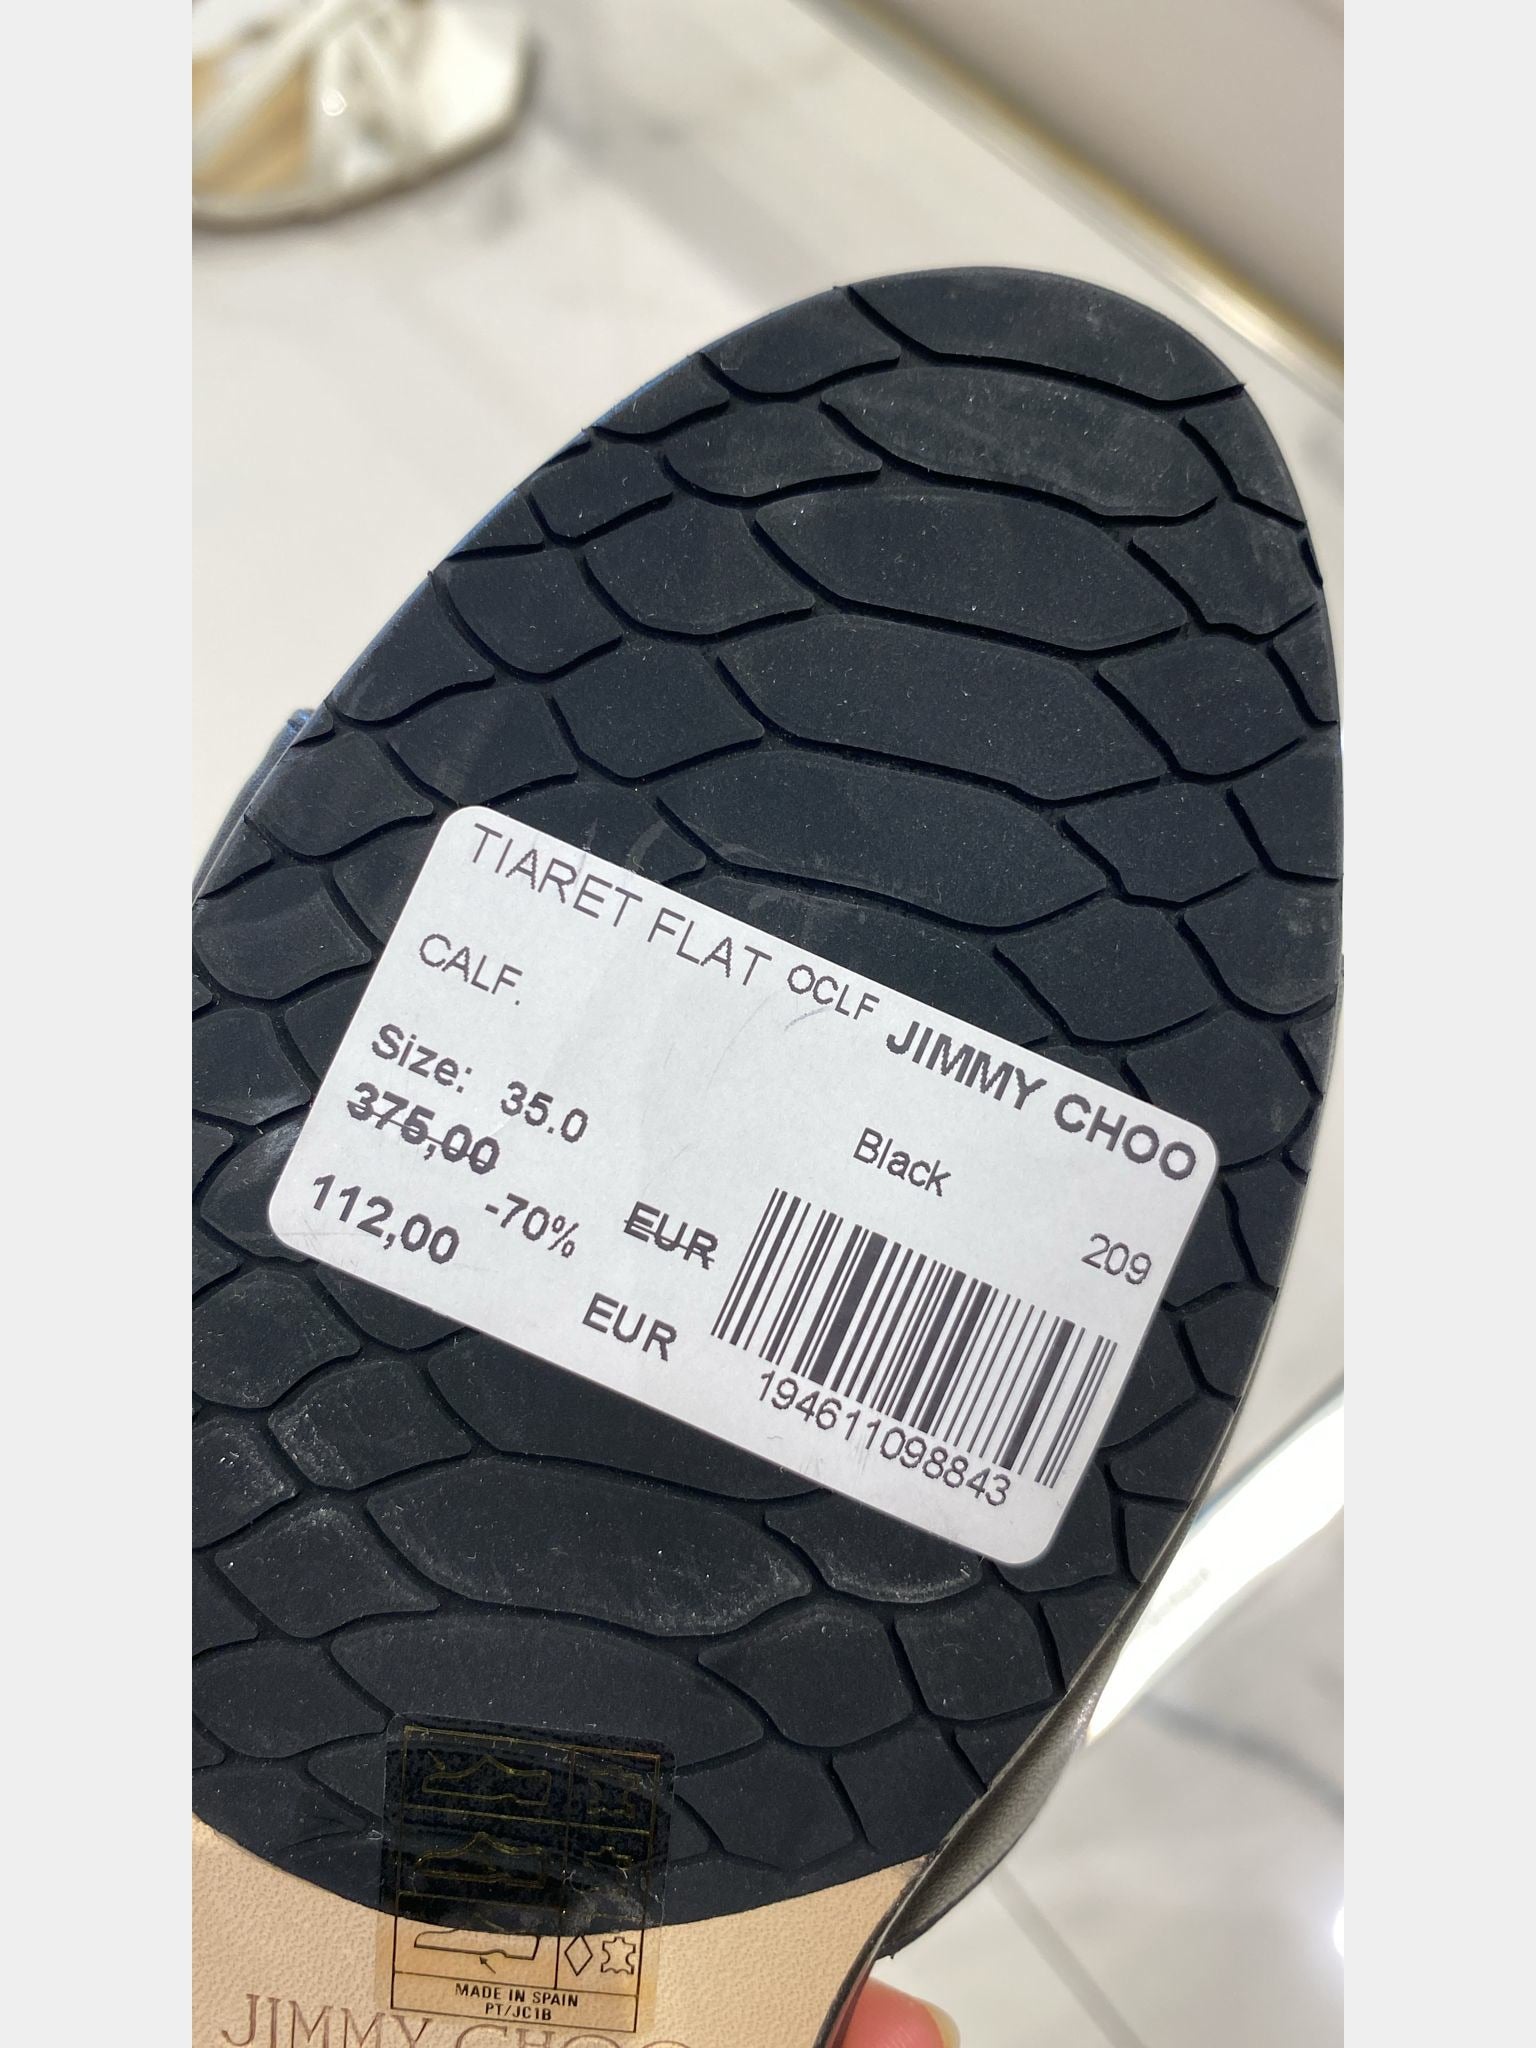 TIARET FLAT OCLF JIMMY CHOO
CALF.
Size: 35.0 Black
375,00 EUR 209
-70%
112,00 EUR
194611098843
MADE IN SPAIN
PT/JC1B
JIMMY CHOO